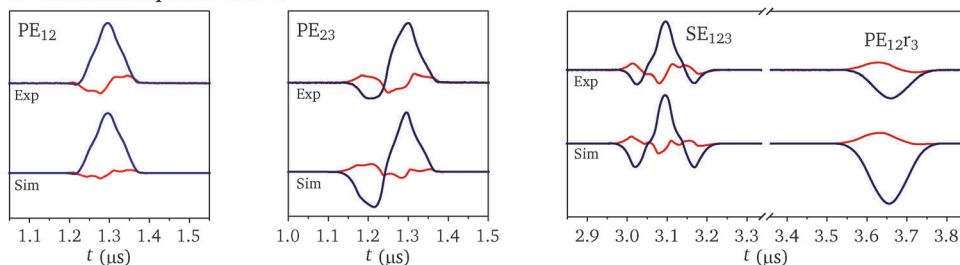 PE₁₂
Exp
Sim
1.1 1.2 1.3 1.4 1.5
t (μs)
PE₂₃
Exp
Sim
1.0 1.1 1.2 1.3 1.4 1.5
t (μs)
SE₁₂₃
PE₁₂r₃
Exp
Sim
2.9 3.0 3.1 3.2 3.3 3.4 3.5 3.6 3.7 3.8
t (μs)